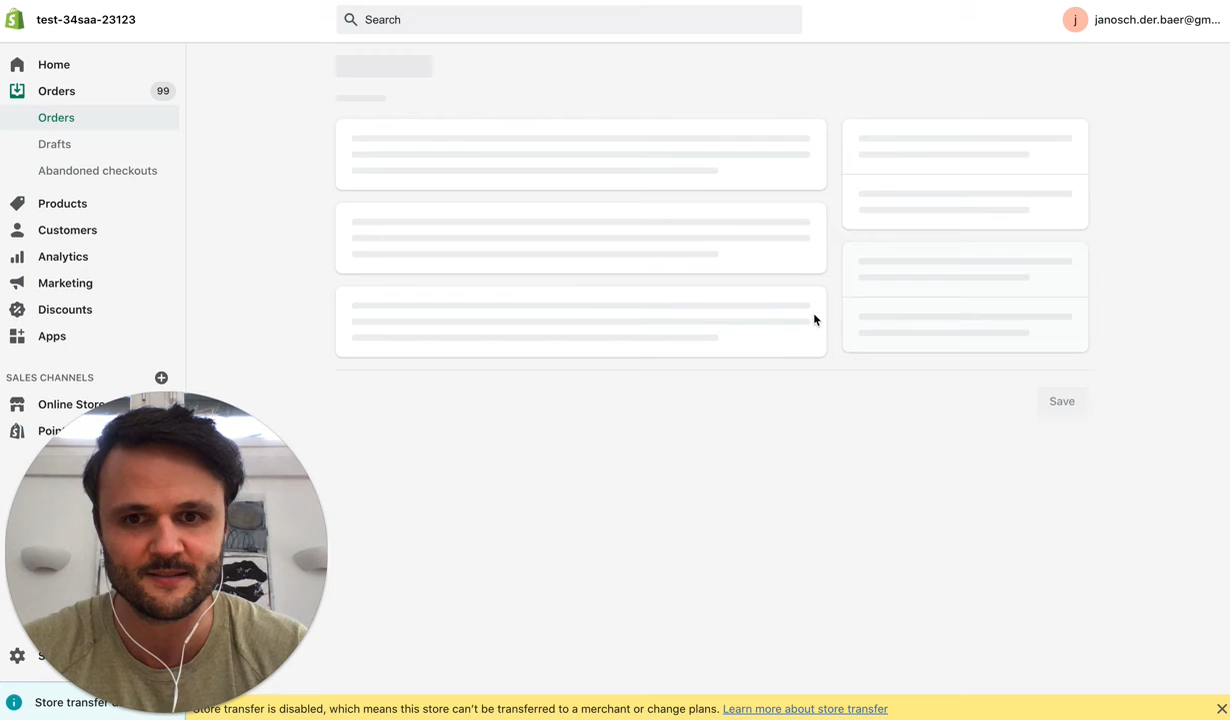 test-34saa-23123
Search
j
janosch.der.baer@gm...
Home
Orders
99
Orders
Drafts
Abandoned checkouts
Products
Customers
Analytics
Marketing
Discounts
Apps
SALES CHANNELS
Online Store
Save
Store transfer
Store transfer is disabled, which means this store can't be transferred to a merchant or change plans. Learn more about store transfer